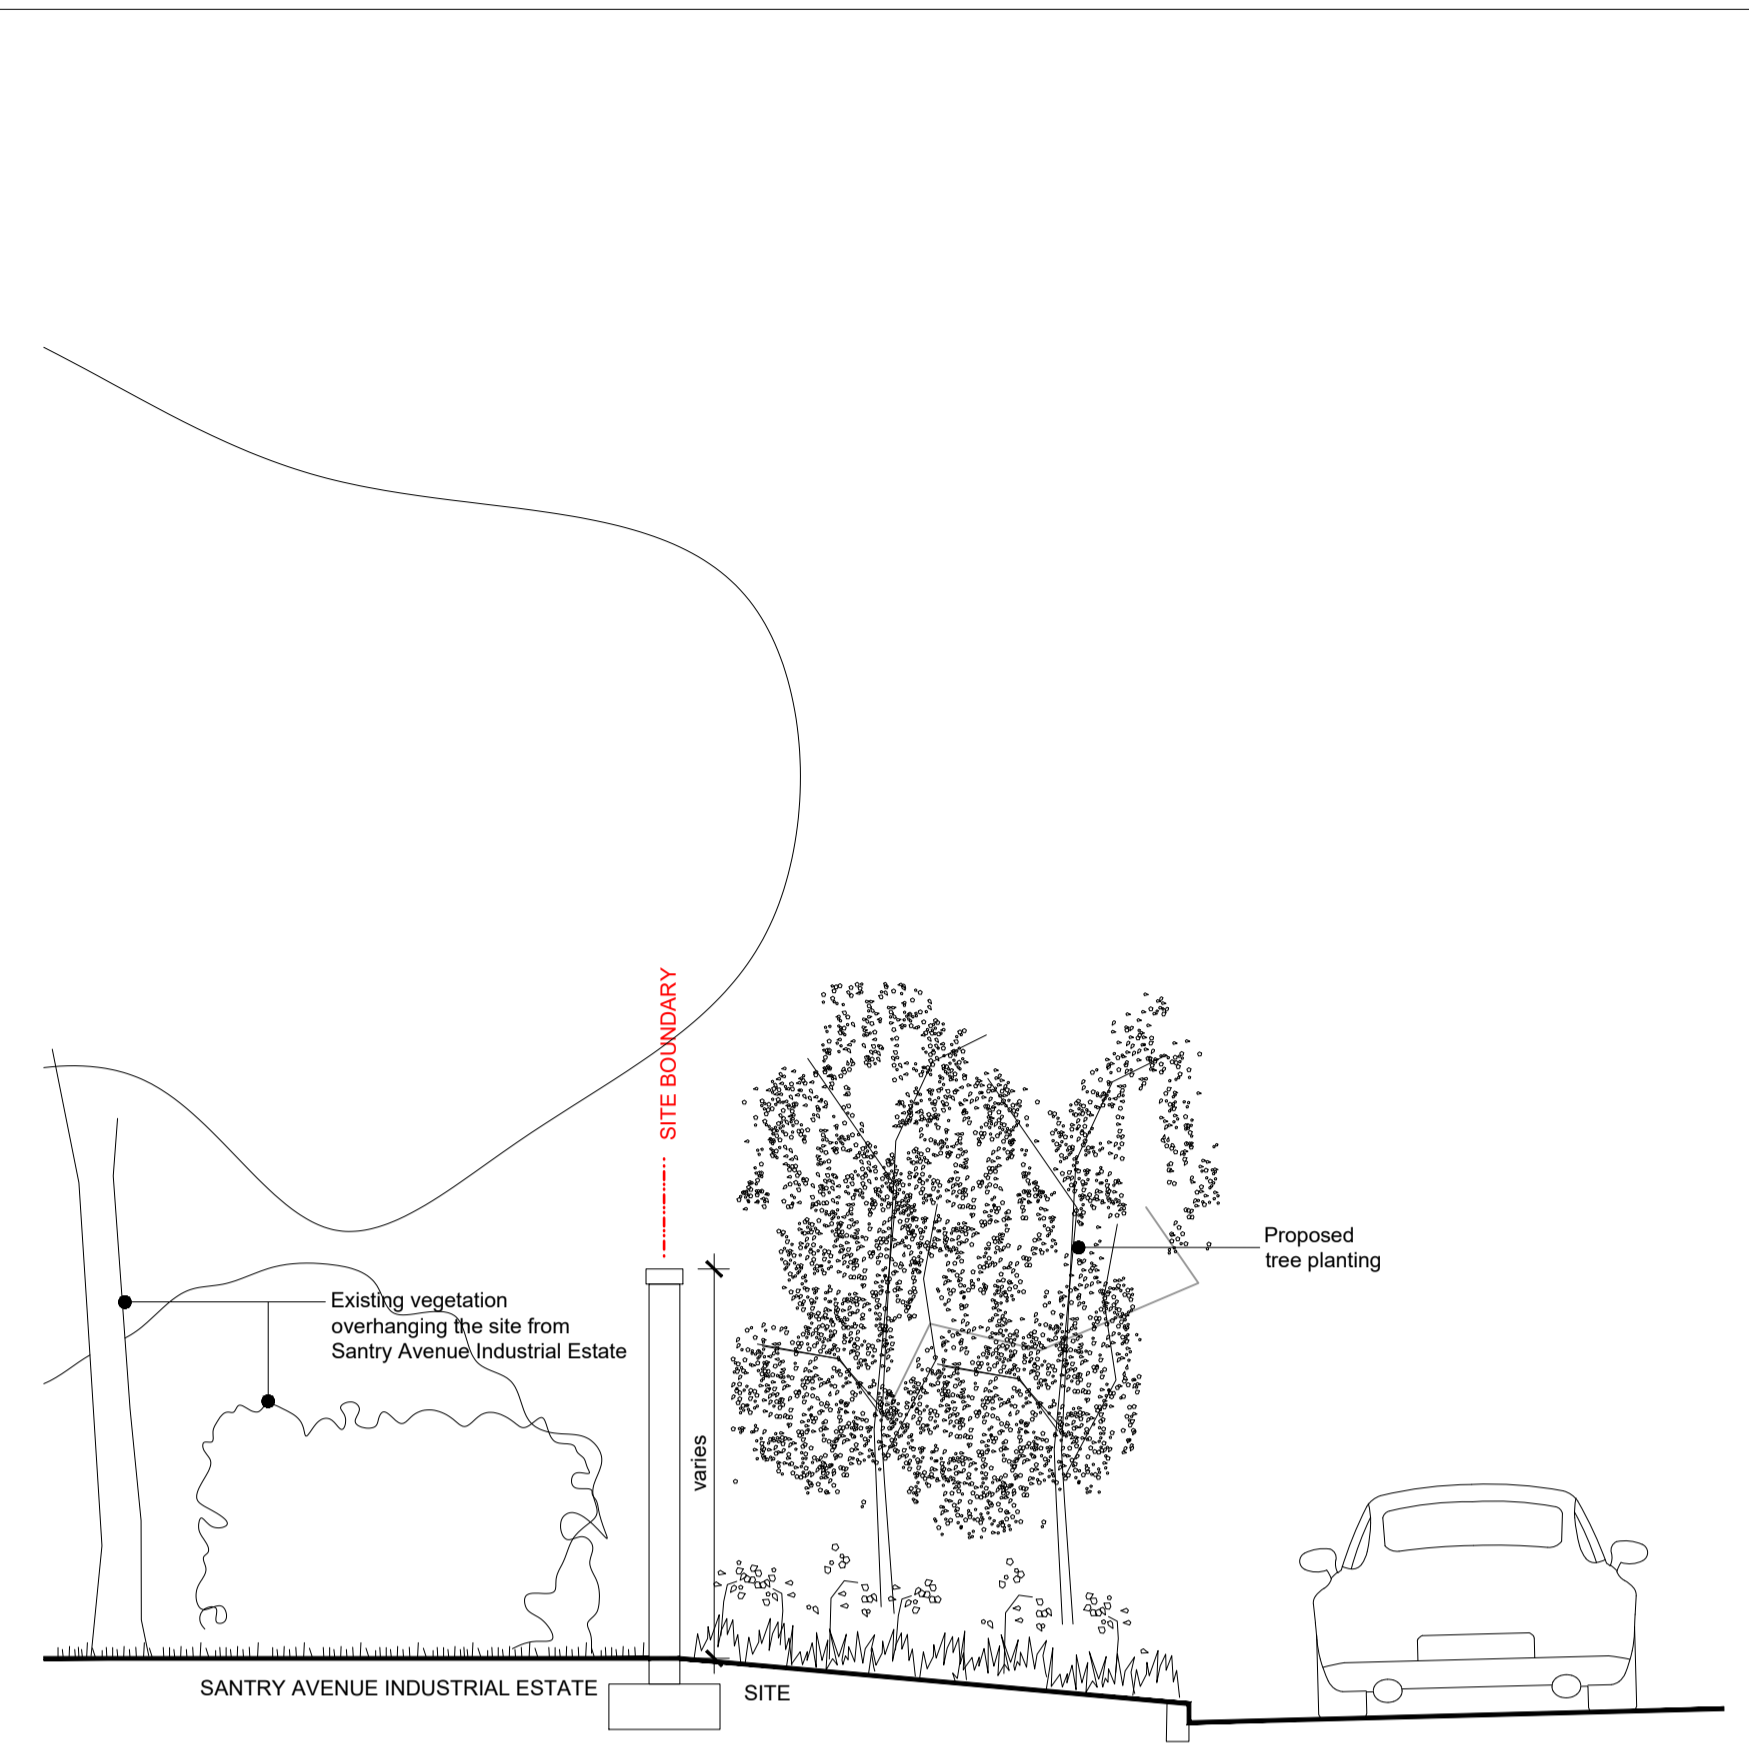 SITE BOUNDARY
Proposed
tree planting
Existing vegetation
overhanging the site from
Santry Avenue Industrial Estate
varies
SANTRY AVENUE INDUSTRIAL ESTATE
SITE